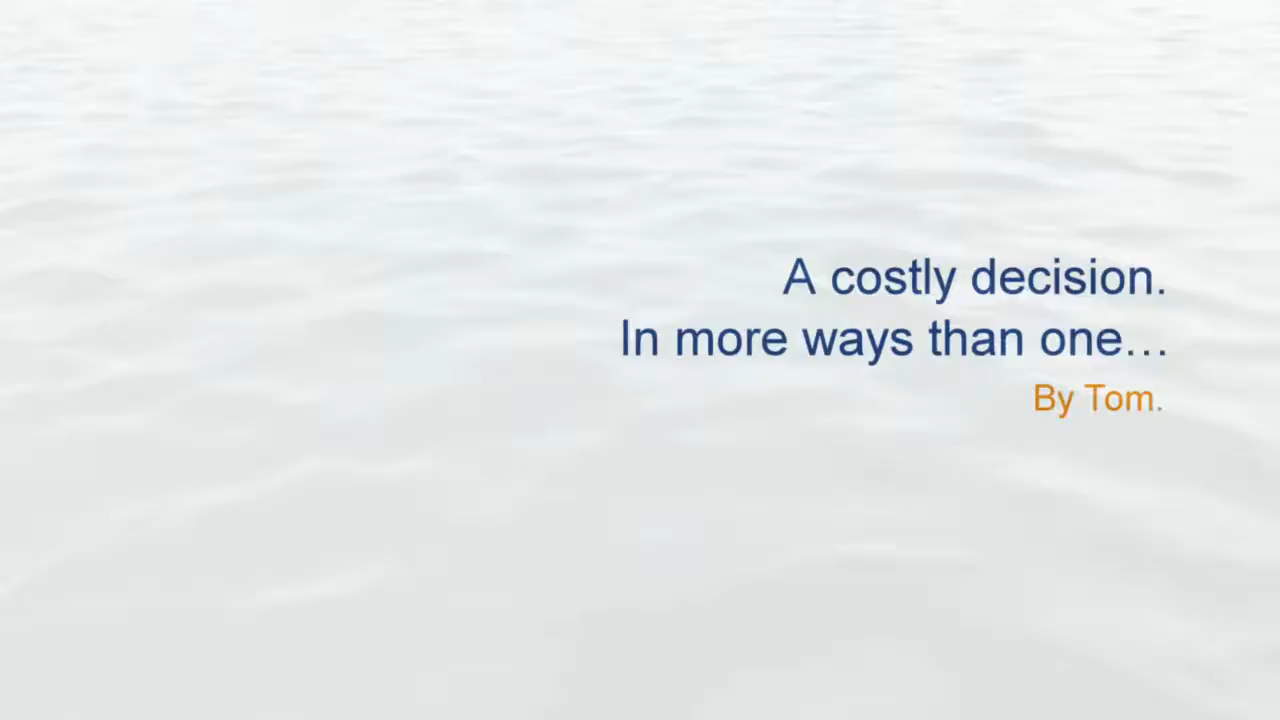 A costly decision.
In more ways than one…
By Tom.